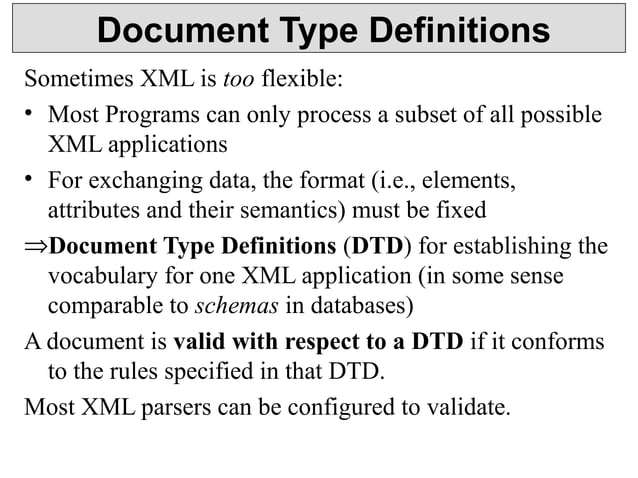 Document Type Definitions
Sometimes XML is too flexible:
• Most Programs can only process a subset of all possible
XML applications
• For exchanging data, the format (i.e., elements,
attributes and their semantics) must be fixed
⇒Document Type Definitions (DTD) for establishing the
vocabulary for one XML application (in some sense
comparable to schemas in databases)
A document is valid with respect to a DTD if it conforms
to the rules specified in that DTD.
Most XML parsers can be configured to validate.